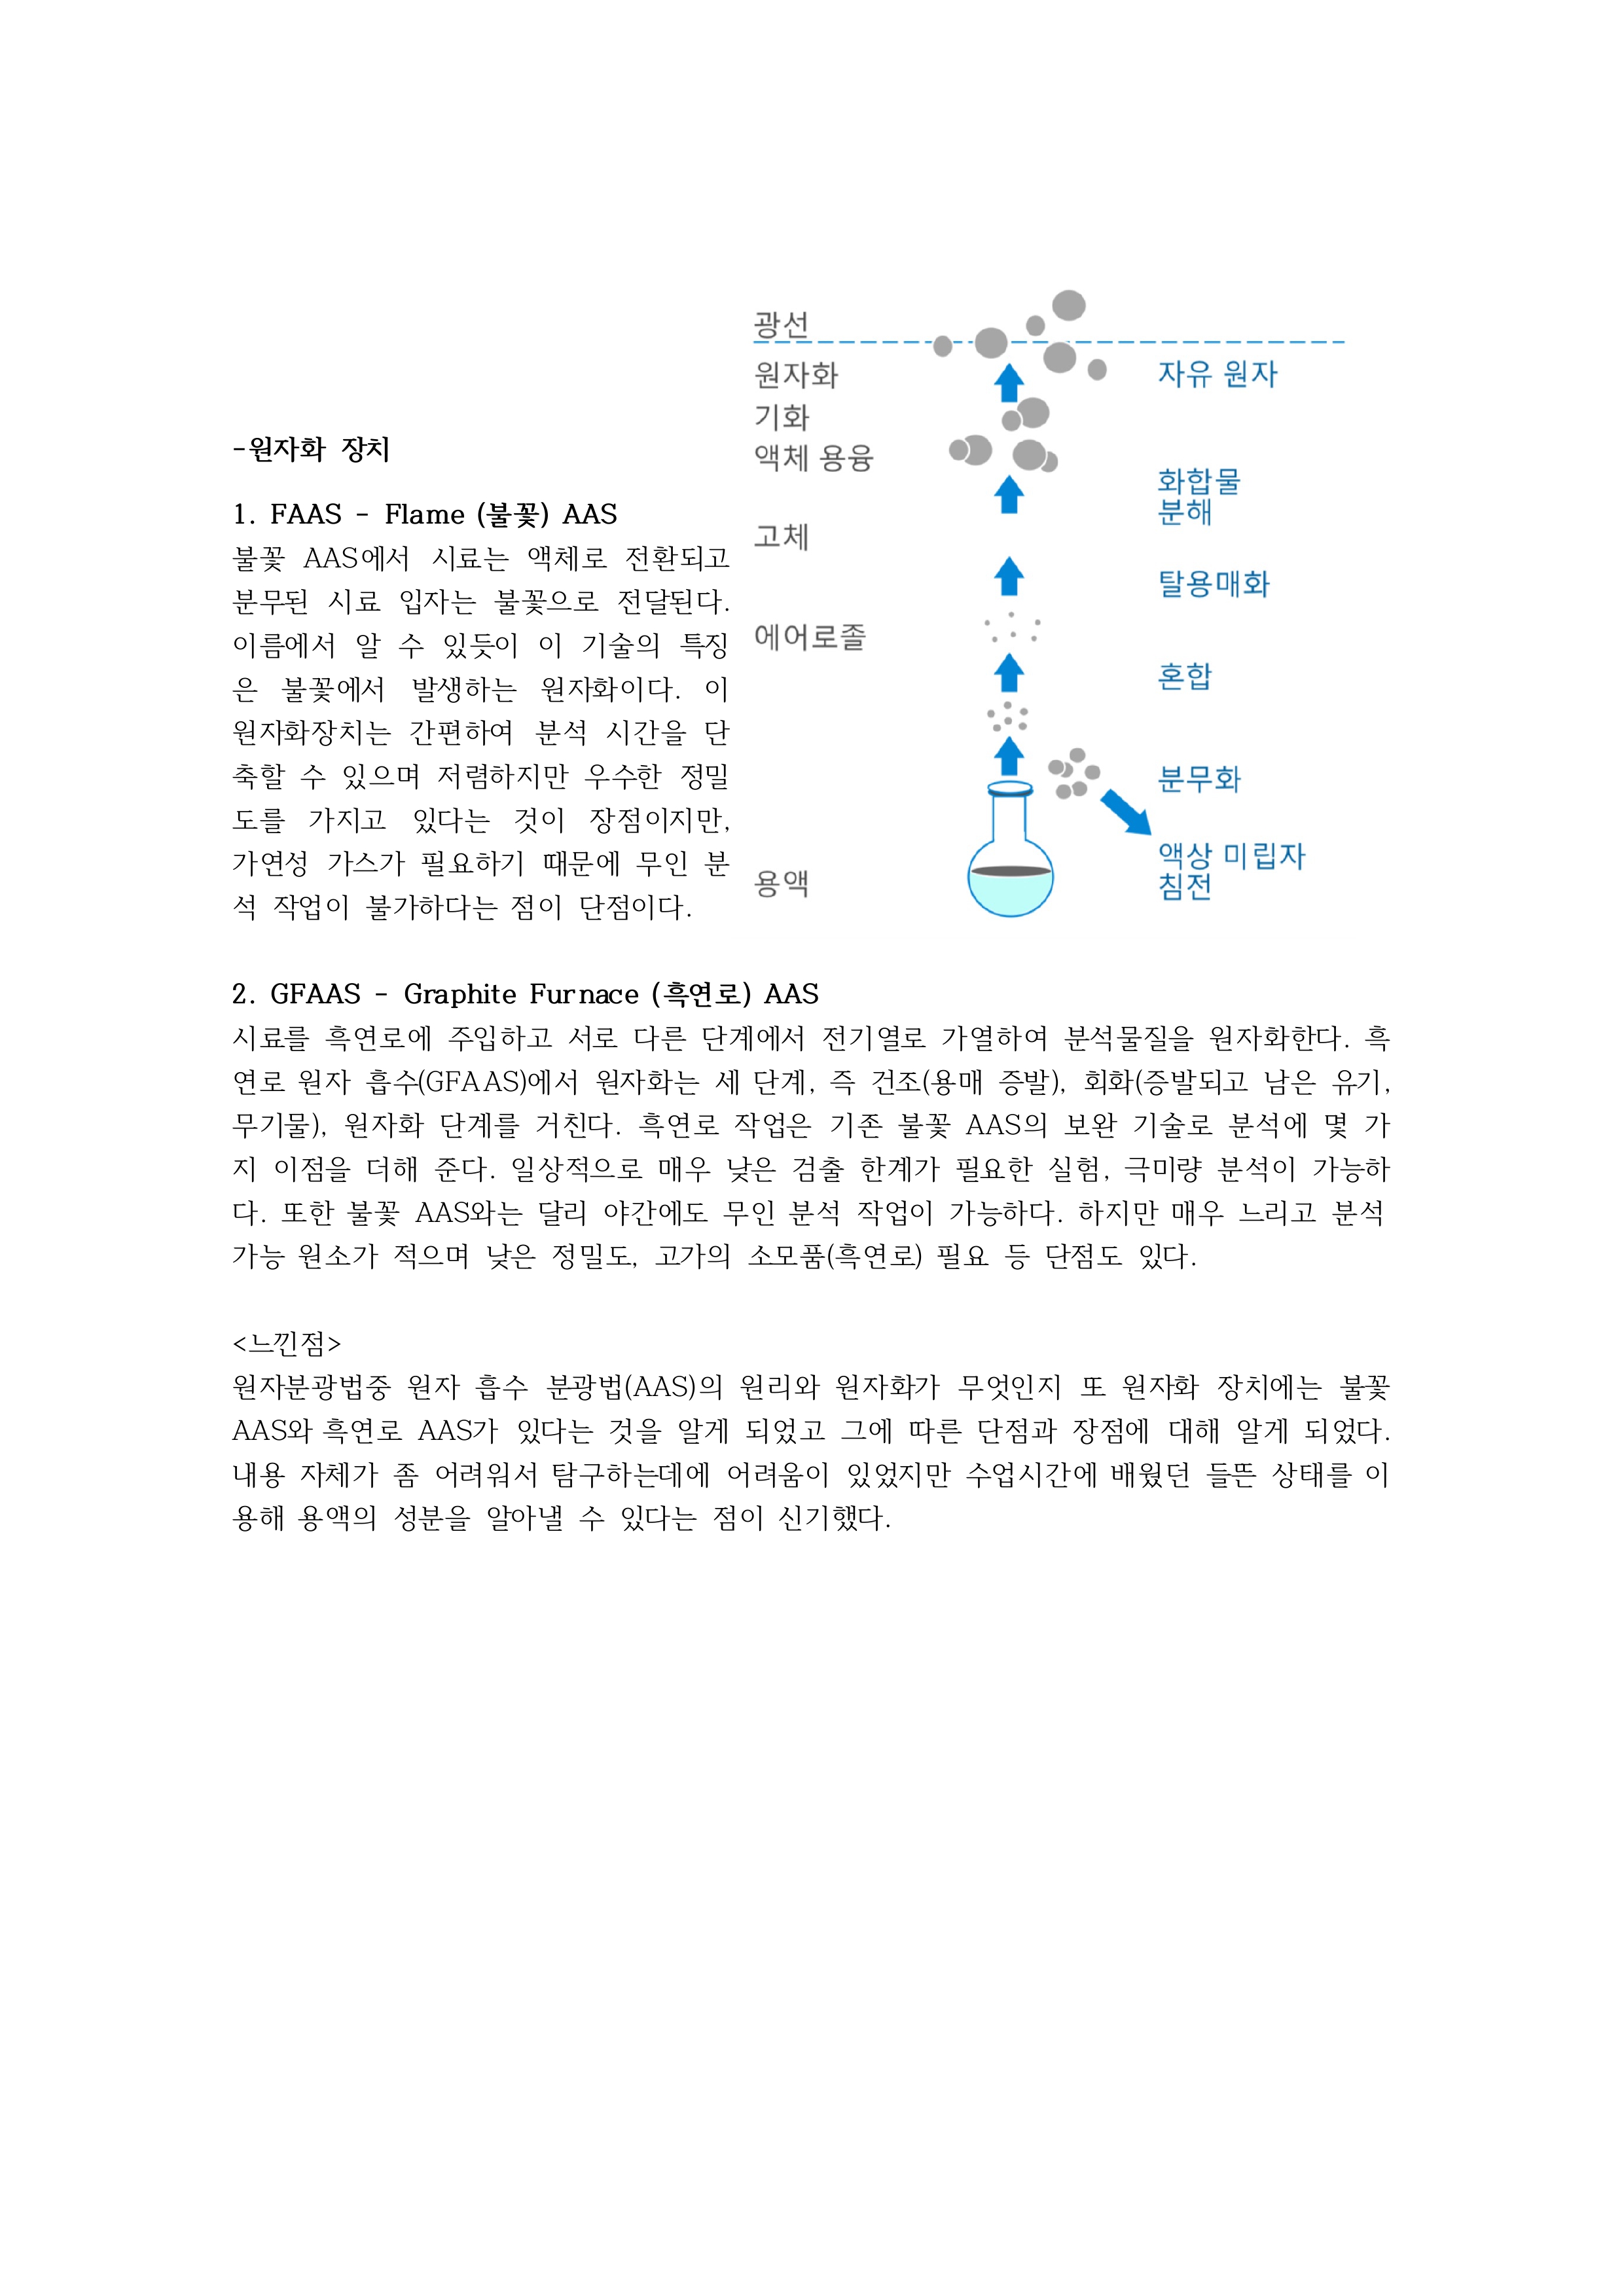 -원자화 장치
1. FAAS - Flame (불꽃) AAS
불꽃 AAS에서 시료는 액체로 전환되고
분무된 시료 입자는 불꽃으로 전달된다.
이름에서 알 수 있듯이 이 기술의 특징
은 불꽃에서 발생하는 원자화이다. 이
원자화장치는 간편하여 분석 시간을 단
축할 수 있으며 저렴하지만 우수한 정밀
도를 가지고 있다는 것이 장점이지만,
가연성 가스가 필요하기 때문에 무인 분
석 작업이 불가하다는 점이 단점이다.
광선
원자화
기화
액체 용융
고체
에어로졸
용액
자유 원자
화합물
분해
탈용매화
혼합
분무화
액상 미립자
침전
2. GFAAS - Graphite Furnace (흑연로) AAS
시료를 흑연로에 주입하고 서로 다른 단계에서 전기열로 가열하여 분석물질을 원자화한다. 흑
연로 원자 흡수(GFAAS)에서 원자화는 세 단계, 즉 건조(용매 증발), 회화(증발되고 남은 유기,
무기물), 원자화 단계를 거친다. 흑연로 작업은 기존 불꽃 AAS의 보완 기술로 분석에 몇 가
지 이점을 더해 준다. 일상적으로 매우 낮은 검출 한계가 필요한 실험, 극미량 분석이 가능하
다. 또한 불꽃 AAS와는 달리 야간에도 무인 분석 작업이 가능하다. 하지만 매우 느리고 분석
가능 원소가 적으며 낮은 정밀도, 고가의 소모품(흑연로) 필요 등 단점도 있다.
<느낀점>
원자분광법중 원자 흡수 분광법(AAS)의 원리와 원자화가 무엇인지 또 원자화 장치에는 불꽃
AAS와 흑연로 AAS가 있다는 것을 알게 되었고 그에 따른 단점과 장점에 대해 알게 되었다.
내용 자체가 좀 어려워서 탐구하는데에 어려움이 있었지만 수업시간에 배웠던 들뜬 상태를 이
용해 용액의 성분을 알아낼 수 있다는 점이 신기했다.